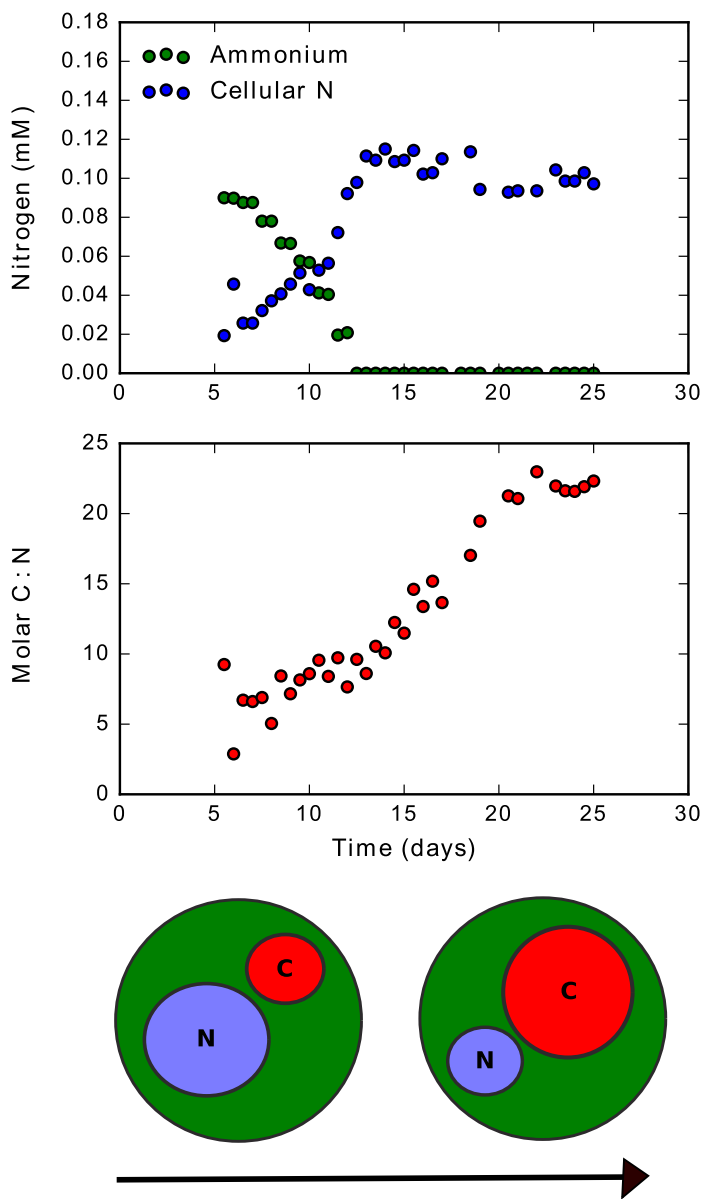 0.18
0.16
0.14
0.12
0.10
0.08
0.06
0.04
0.02
0.00
Nitrogen (mM)
Ammonium
Cellular N
0 5 10 15 20 25 30
25
20
15
10
5
0
Molar C:N
0 5 10 15 20 25 30
Time (days)
C
N
C
N